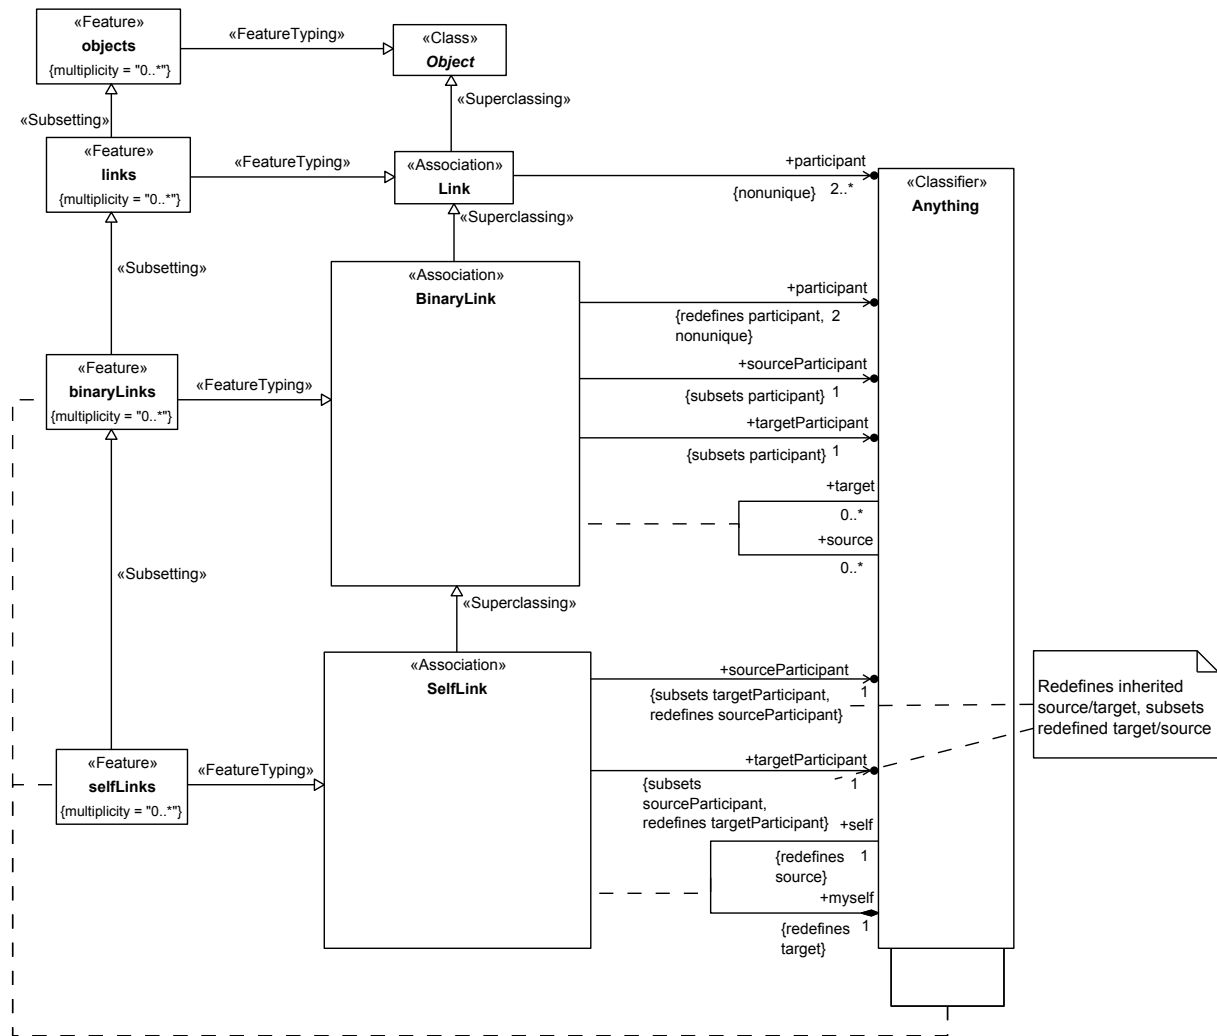 «Feature»
objects
{multiplicity = "0..*"}
«FeatureTyping»
«Class»
Object
«Subsetting»
«Superclassing»
«Feature»
links
{multiplicity = "0..*"}
«FeatureTyping»
«Association»
Link
+participant
{nonunique}
2..*
«Classifier»
Anything
«Superclassing»
«Subsetting»
«Association»
BinaryLink
+participant
{redefines participant,
nonunique}
2
«Feature»
binaryLinks
{multiplicity = "0..*"}
«FeatureTyping»
+sourceParticipant
{subsets participant}
1
+targetParticipant
{subsets participant}
1
+target
0..*
+source
0..*
«Subsetting»
«Superclassing»
«Association»
SelfLink
+sourceParticipant
{subsets targetParticipant,
redefines sourceParticipant}
1
Redefines inherited
source/target, subsets
redefined target/source
«Feature»
selfLinks
{multiplicity = "0..*"}
«FeatureTyping»
+targetParticipant
{subsets
sourceParticipant,
redefines targetParticipant}
1
+self
{redefines
source}
1
+myself
{redefines
target}
1